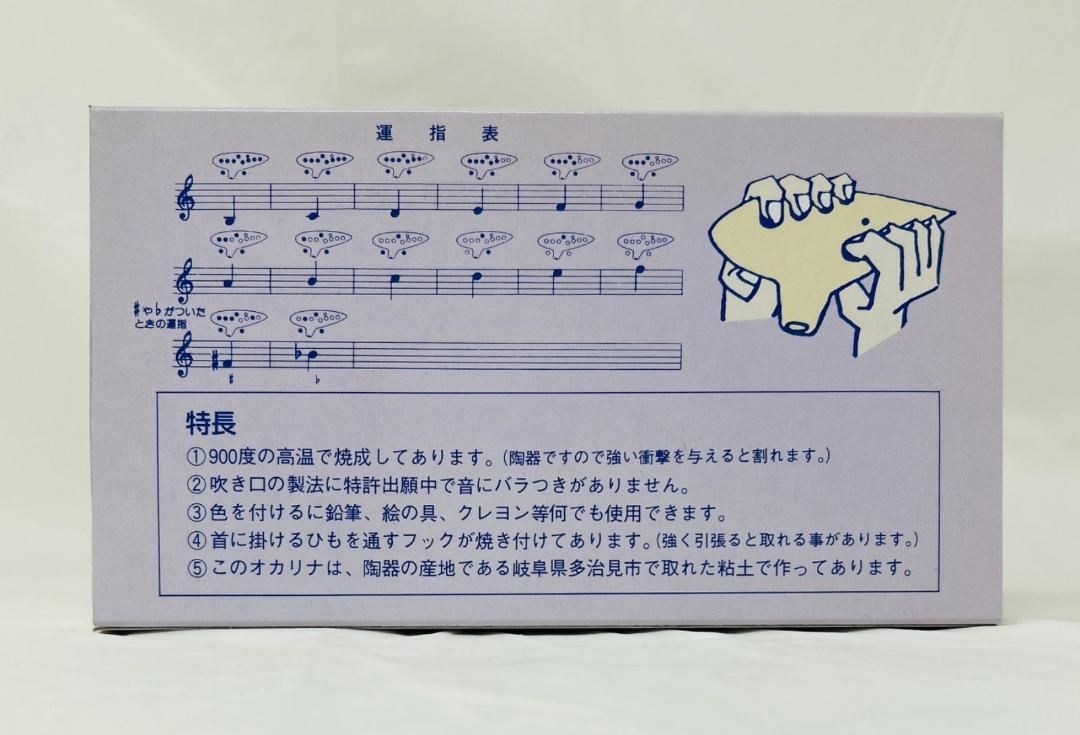 運指表
♯や♭がついた
ときの運指
♯ ♭
特長
①900度の高温で焼成してあります。(陶器ですので強い衝撃を与えると割れます。)
②吹き口の製法に特許出願中で音にバラつきがありません。
③色を付けるに鉛筆、絵の具、クレヨン等何でも使用できます。
④首に掛けるひもを通すフックが焼き付けてあります。(強く引張ると取れる事があります。)
⑤このオカリナは、陶器の産地である岐阜県多治見市で取れた粘土で作ってあります。